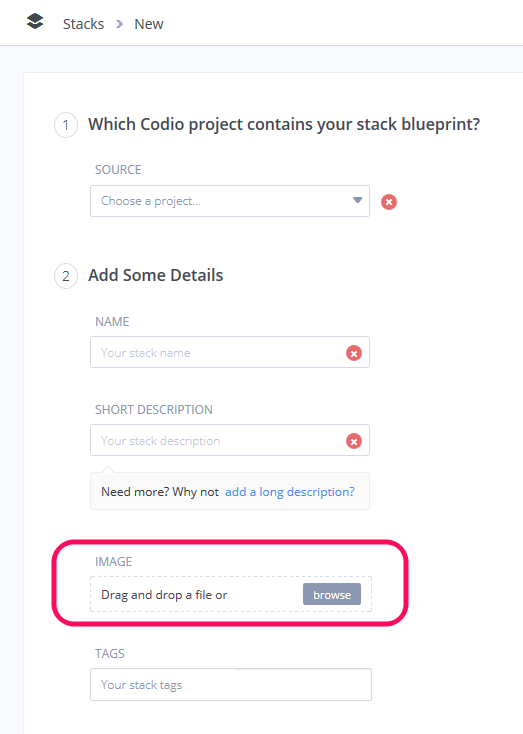 Stacks > New
1 Which Codio project contains your stack blueprint?
SOURCE
Choose a project...
2 Add Some Details
NAME
Your stack name
SHORT DESCRIPTION
Your stack description
Need more? Why not add a long description?
IMAGE
Drag and drop a file or browse
TAGS
Your stack tags